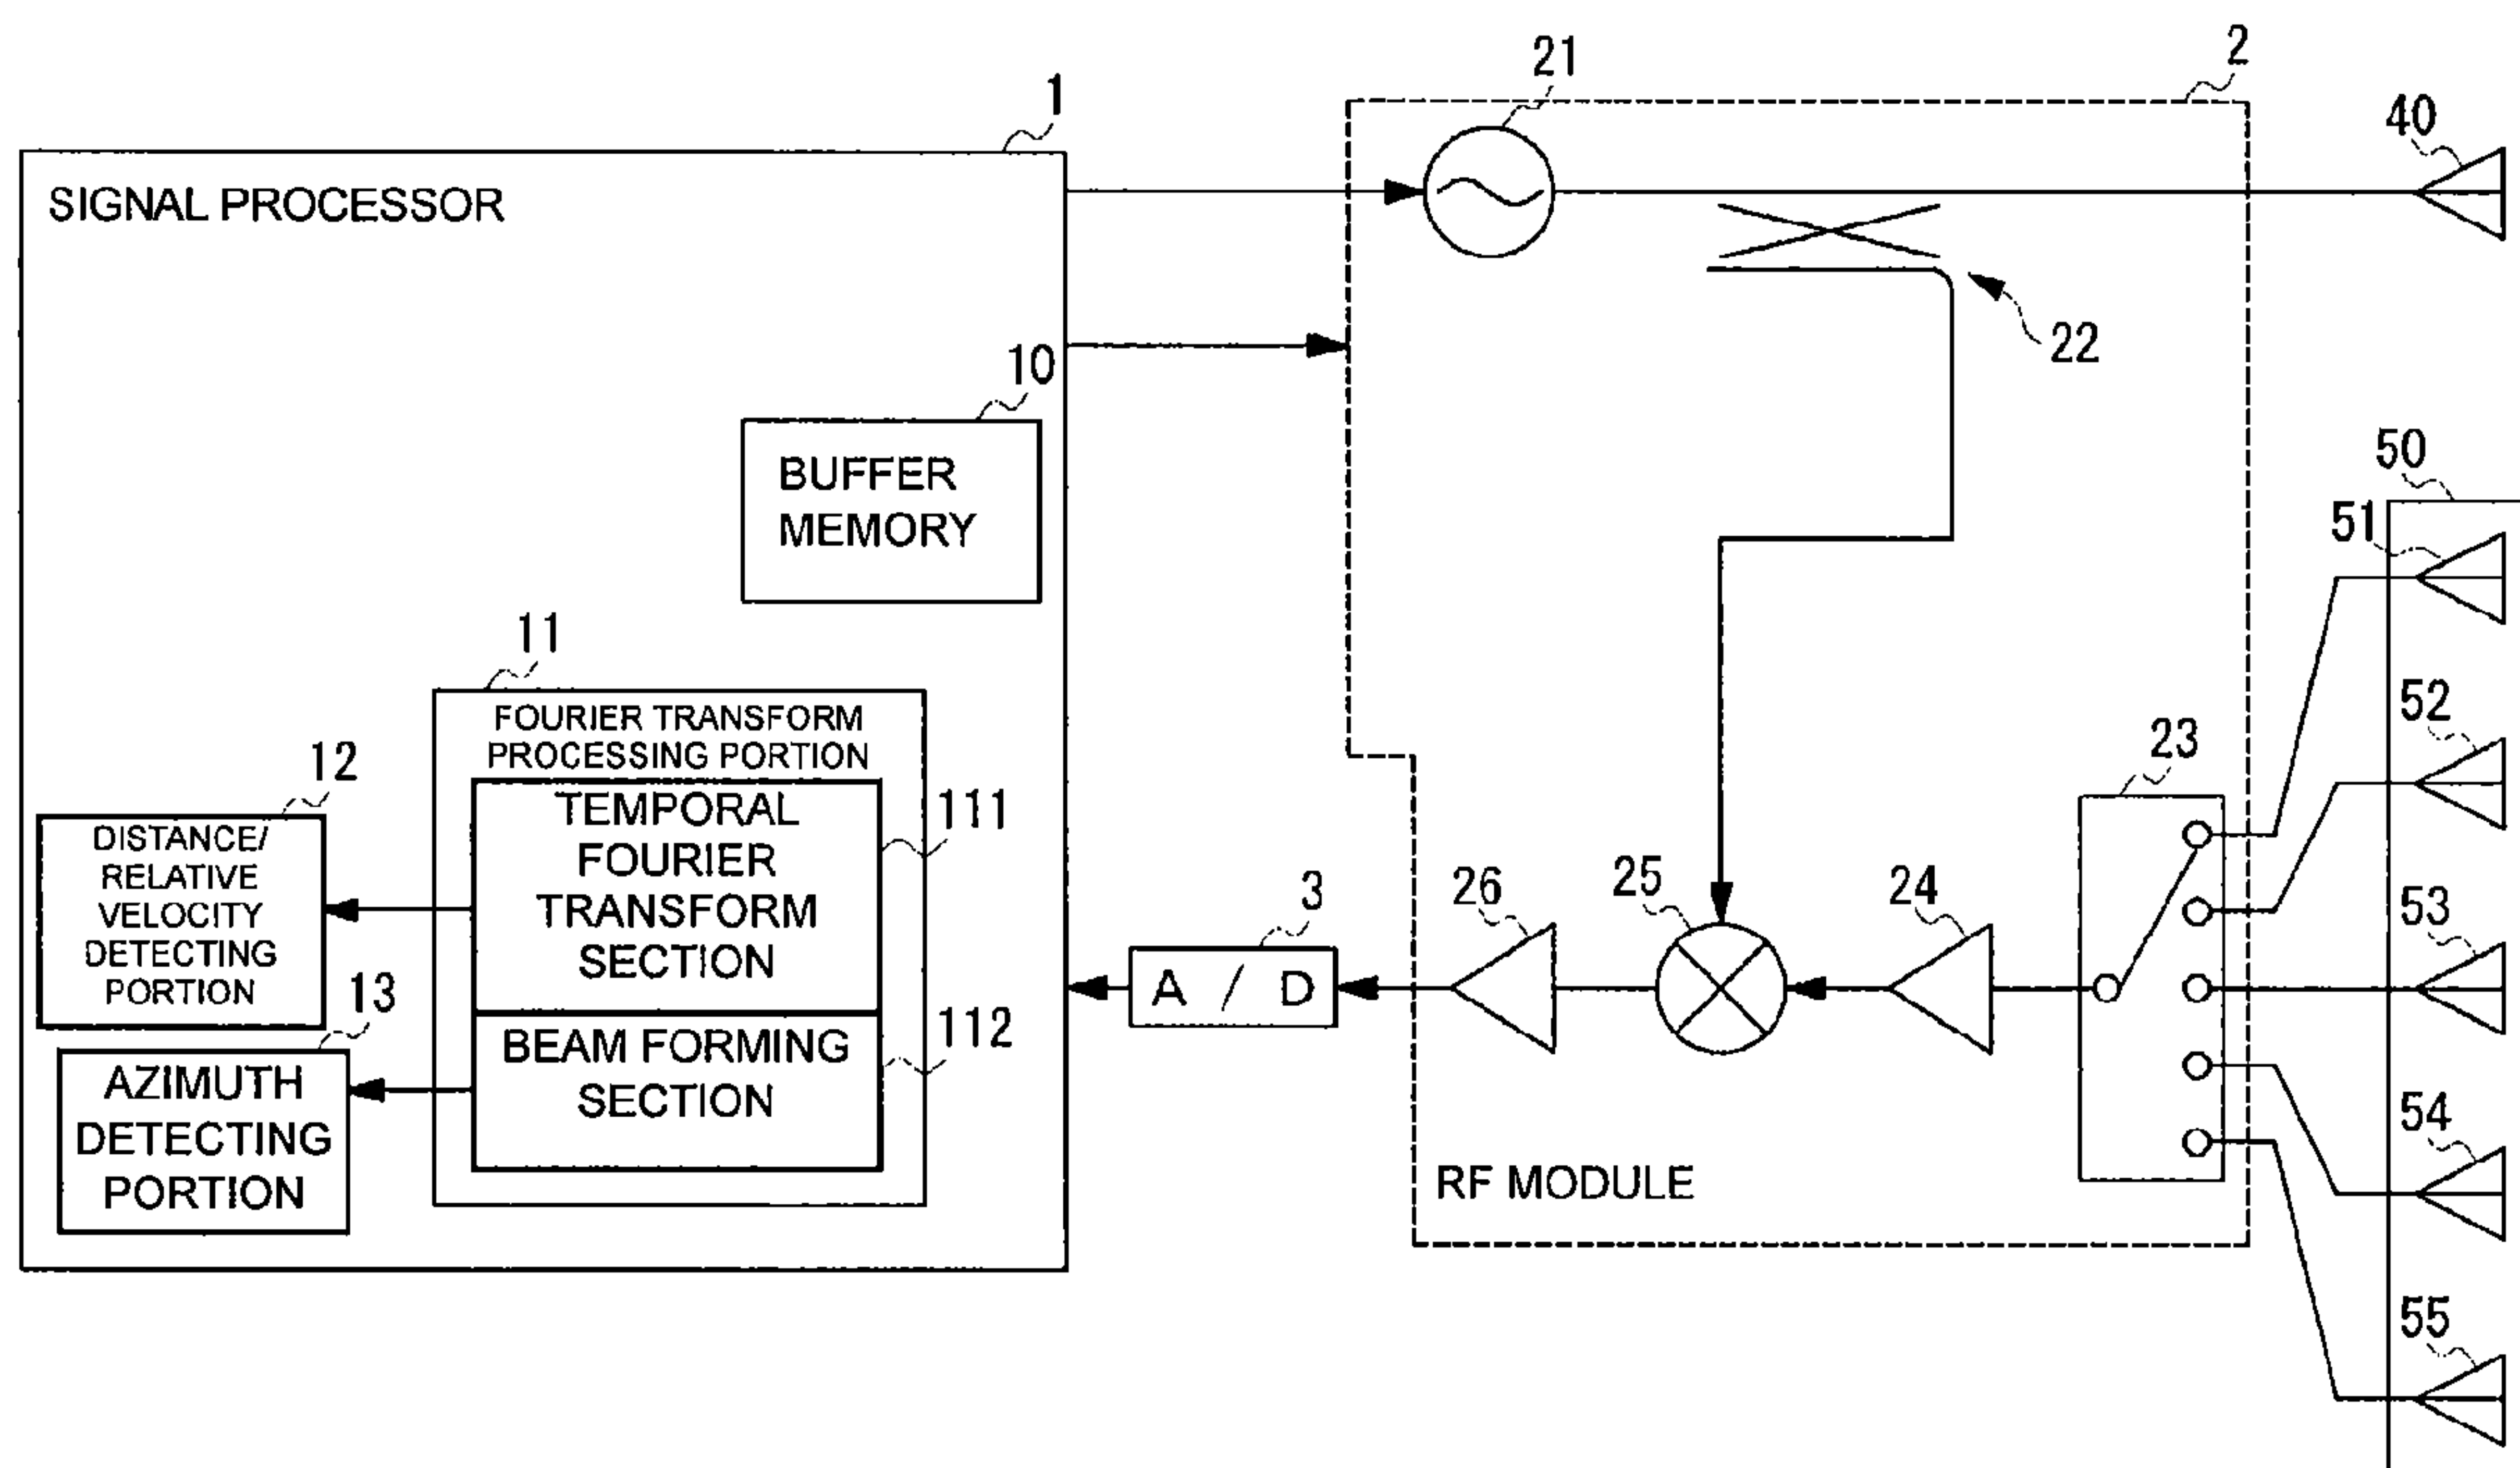 21
2
1
40
SIGNAL PROCESSOR
22
10
BUFFER
MEMORY
50
51
11
52
FOURIER TRANSFORM
PROCESSING PORTION
23
12
TEMPORAL
FOURIER
TRANSFORM
SECTION
111
DISTANCE/
RELATIVE
VELOCITY
DETECTING
PORTION
3
26
25
24
53
A / D
13
112
BEAM FORMING
SECTION
AZIMUTH
DETECTING
PORTION
54
RF MODULE
55